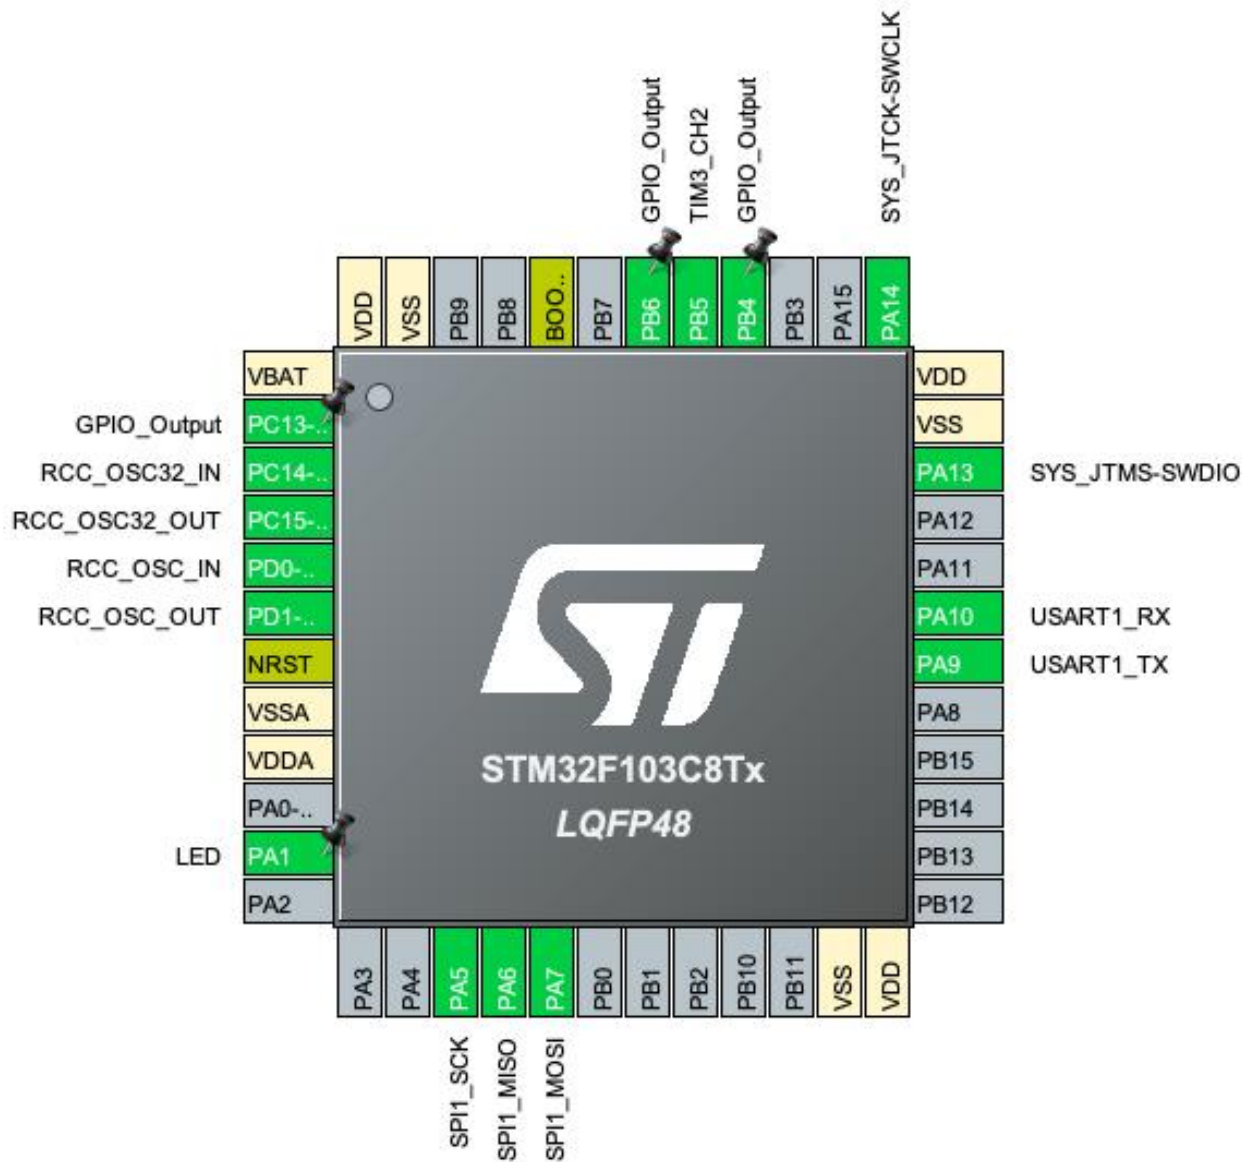 GPIO_Output
TIM3_CH2
GPIO_Output
SYS_JTCK-SWCLK
VDD
VSS
PB9
PB8
BOO..
PB7
PB6
PB5
PB4
PB3
PA15
PA14
VBAT
GPIO_Output PC13-..
RCC_OSC32_IN PC14-..
RCC_OSC32_OUT PC15-..
RCC_OSC_IN PD0-..
RCC_OSC_OUT PD1-..
NRST
VSSA
VDDA
PA0-..
LED PA1
PA2
ST
STM32F103C8Tx
LQFP48
VDD
VSS
PA13 SYS_JTMS-SWDIO
PA12
PA11
PA10 USART1_RX
PA9 USART1_TX
PA8
PB15
PB14
PB13
PB12
PA3
PA4
PA5
PA6
PA7
PB0
PB1
PB2
PB10
PB11
VSS
VDD
SPI1_SCK
SPI1_MISO
SPI1_MOSI